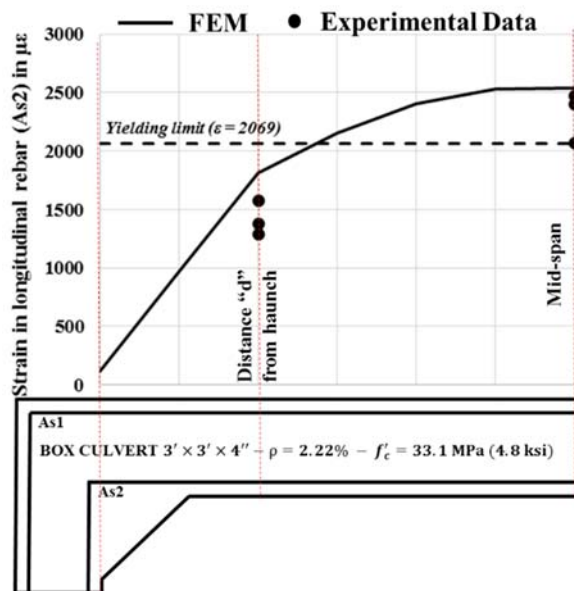 FEM Experimental Data
Strain in longitudinal rebar (As2) in με
3000
2500
2000
1500
1000
500
0
Yielding limit (ε = 2069)
Distance “d”
from haunch
Mid-span
As1
BOX CULVERT 3′ × 3′ × 4″ – ρ = 2.22% – f′c = 33.1 MPa (4.8 ksi)
As2